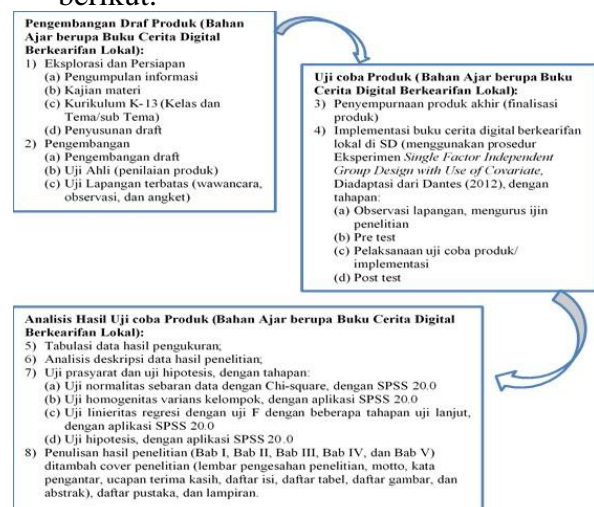 berikut:
Pengembangan Draf Produk (Bahan
Ajar berupa Buku Cerita Digital
Berkearifan Lokal):
1) Eksplorasi dan Persiapan
(a) Pengumpulan informasi
(b) Kajian materi
(c) Kurikulum K-13 (Kelas dan
Tema/sub Tema)
(d) Penyusunan draft
2) Pengembangan
(a) Pengembangan draft
(b) Uji Ahli (penilaian produk)
(c) Uji Lapangan terbatas (wawancara,
observasi, dan angket)
Uji coba Produk (Bahan Ajar berupa Buku
Cerita Digital Berkearifan Lokal):
3) Penyempurnaan produk akhir (finalisasi
produk)
4) Implementasi buku cerita digital berkearifan
lokal di SD (menggunakan prosedur
Eksperimen Single Factor Independent
Group Design with Use of Covariate,
Diadaptasi dari Dantes (2012), dengan
tahapan:
(a) Observasi lapangan, mengurus ijin
penelitian
(b) Pre test
(c) Pelaksanaan uji coba produk/
implementasi
(d) Post test
Analisis Hasil Uji coba Produk (Bahan Ajar berupa Buku Cerita Digital
Berkearifan Lokal):
5) Tabulasi data hasil pengukuran;
6) Analisis deskripsi data hasil penelitian;
7) Uji prasyarat dan uji hipotesis, dengan tahapan:
(a) Uji normalitas sebaran data dengan Chi-square, dengan SPSS 20.0
(b) Uji homogenitas varians kelompok, dengan aplikasi SPSS 20.0
(c) Uji linieritas regresi dengan uji F dengan beberapa tahapan uji lanjut,
dengan aplikasi SPSS 20.0
(d) Uji hipotesis, dengan aplikasi SPSS 20.0
8) Penulisan hasil penelitian (Bab I, Bab II, Bab III, Bab IV, dan Bab V)
ditambah cover penelitian (lembar pengesahan penelitian, motto, kata
pengantar, ucapan terima kasih, daftar isi, daftar tabel, daftar gambar, dan
abstrak), daftar pustaka, dan lampiran.